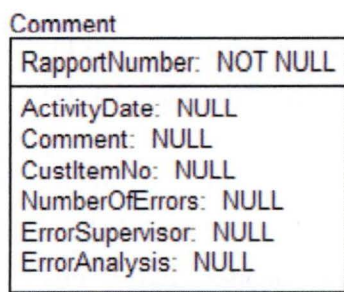 Comment
RapportNumber: NOT NULL
ActivityDate: NULL
Comment: NULL
CustItemNo: NULL
NumberOfErrors: NULL
ErrorSupervisor: NULL
ErrorAnalysis: NULL